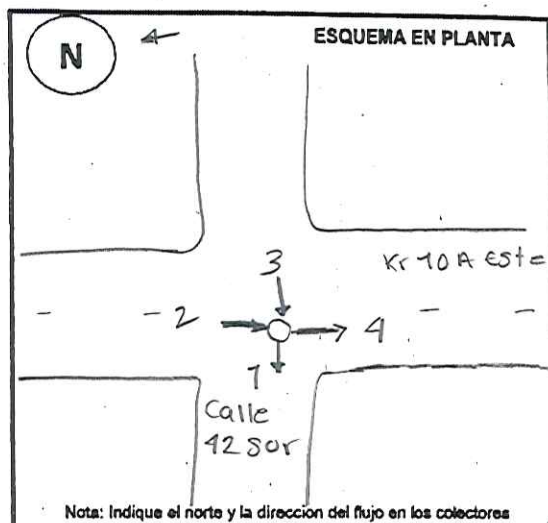 N
ESQUEMA EN PLANTA
3
Kr 10A Este
2
4
1
Calle
42 Sur
Nota: Indique el norte y la direccion del flujo en los colectores